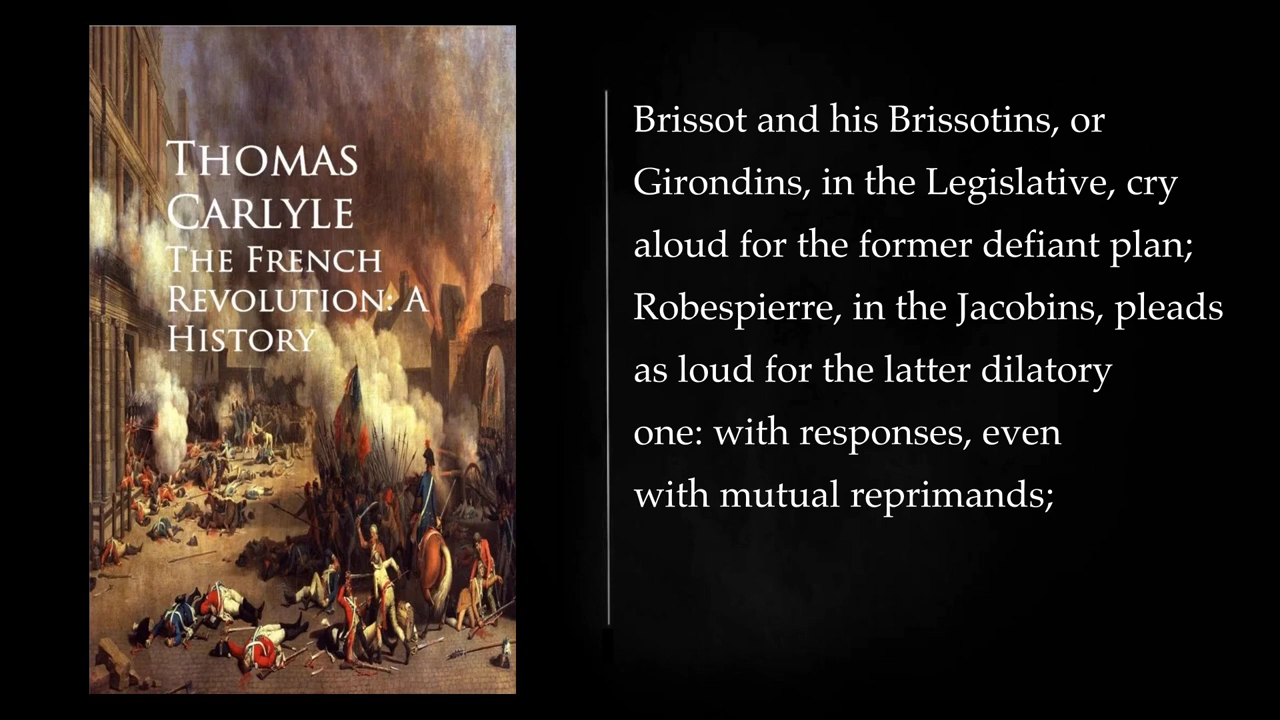 THOMAS
CARLYLE
THE FRENCH
REVOLUTION: A
HISTORY
Brissot and his Brissotins, or
Girondins, in the Legislative, cry
aloud for the former defiant plan;
Robespierre, in the Jacobins, pleads
as loud for the latter dilatory
one: with responses, even
with mutual reprimands;